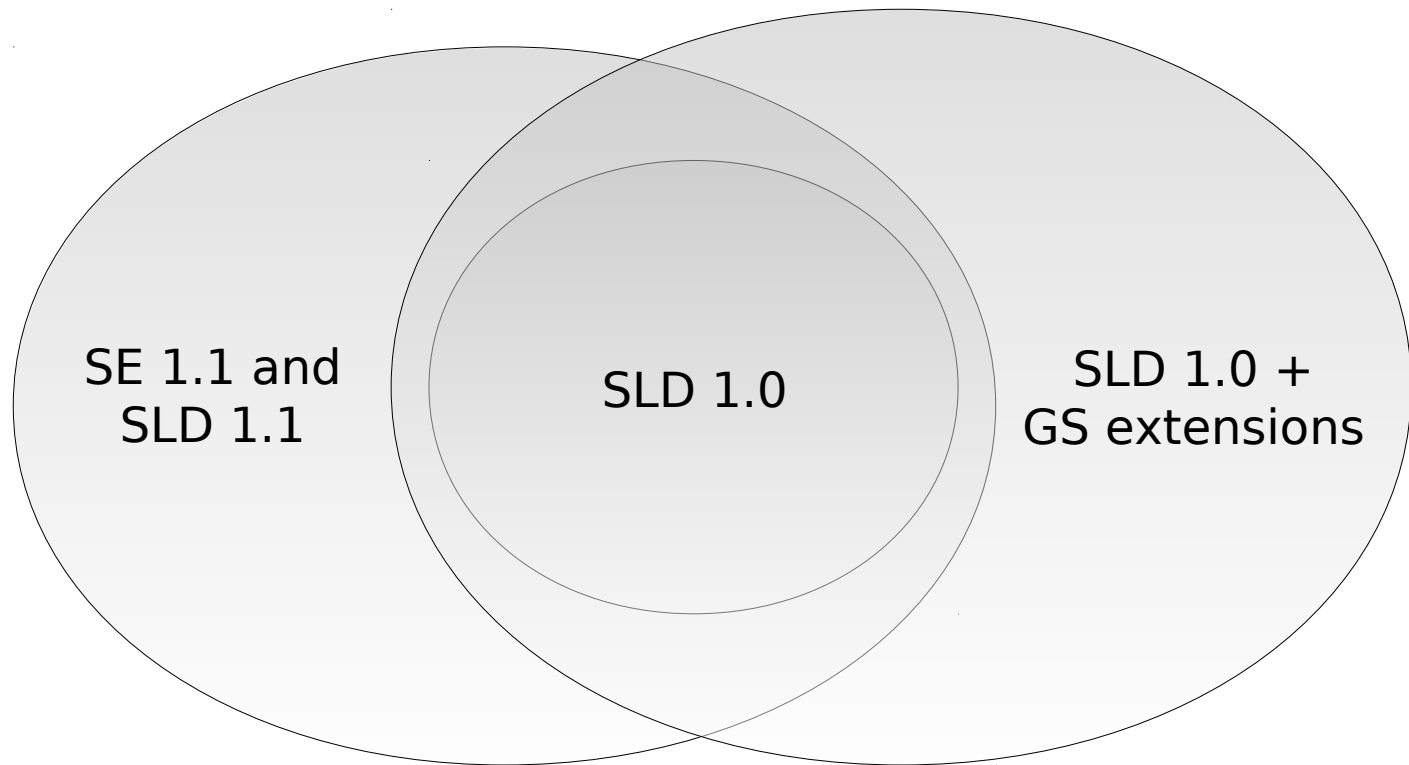 SE 1.1 and
SLD 1.1
SLD 1.0
SLD 1.0 +
GS extensions